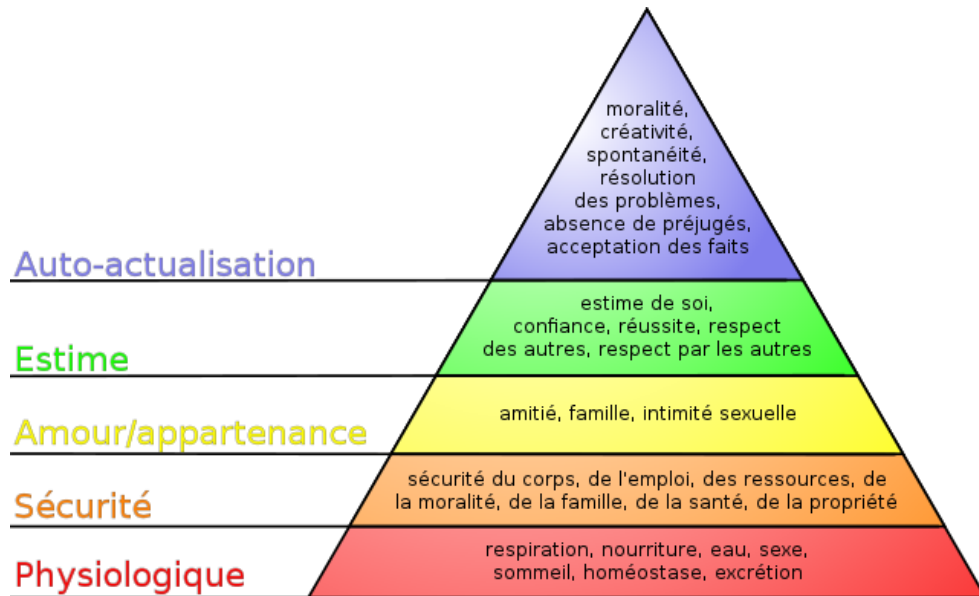 moralité,
créativité,
spontanéité,
résolution
des problèmes,
absence de préjugés,
acceptation des faits
Auto-actualisation
estime de soi,
confiance, réussite, respect
des autres, respect par les autres
Estime
amitié, famille, intimité sexuelle
Amour/appartenance
sécurité du corps, de l'emploi, des ressources, de
la moralité, de la famille, de la santé, de la propriété
Sécurité
respiration, nourriture, eau, sexe,
sommeil, homéostase, excrétion
Physiologique